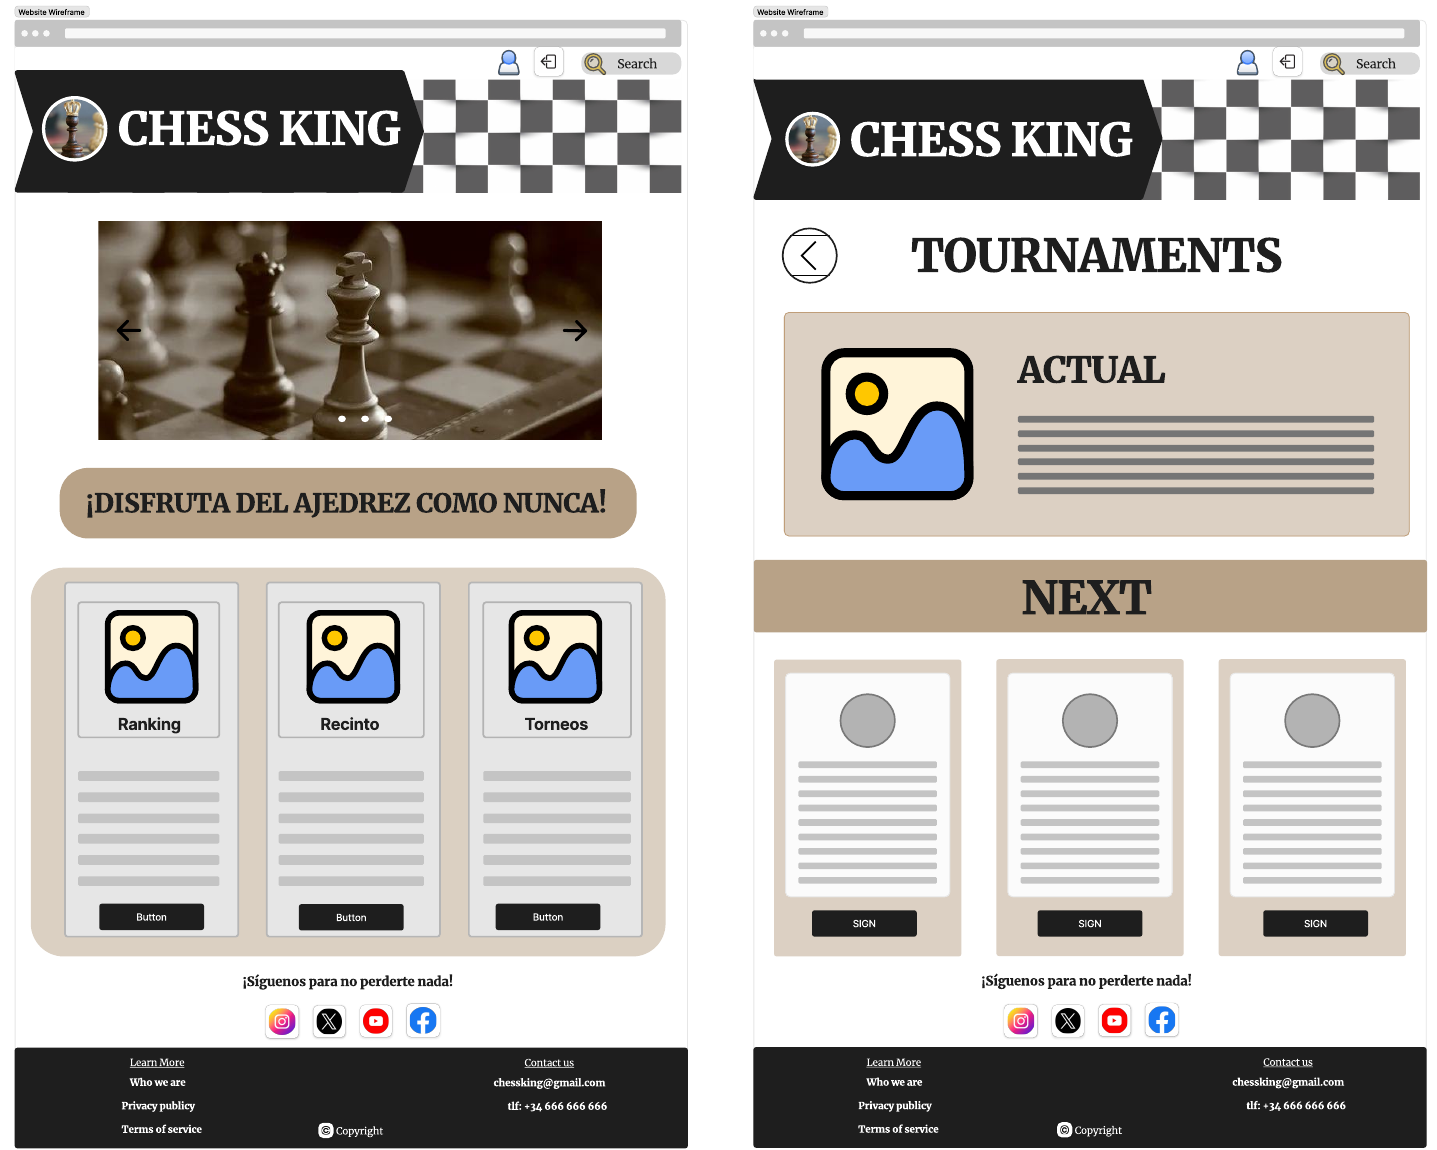 Website Wireframe
Search
CHESS KING
¡DISFRUTA DEL AJEDREZ COMO NUNCA!
Ranking
Recinto
Torneos
Button
Button
Button
¡Síguenos para no perderte nada!
Learn More
Who we are
Privacy publicy
Terms of service
© Copyright
Contact us
chessking@gmail.com
tlf: +34 666 666 666
Website Wireframe
Search
CHESS KING
TOURNAMENTS
ACTUAL
NEXT
SIGN
SIGN
SIGN
¡Síguenos para no perderte nada!
Learn More
Who we are
Privacy publicy
Terms of service
© Copyright
Contact us
chessking@gmail.com
tlf: +34 666 666 666